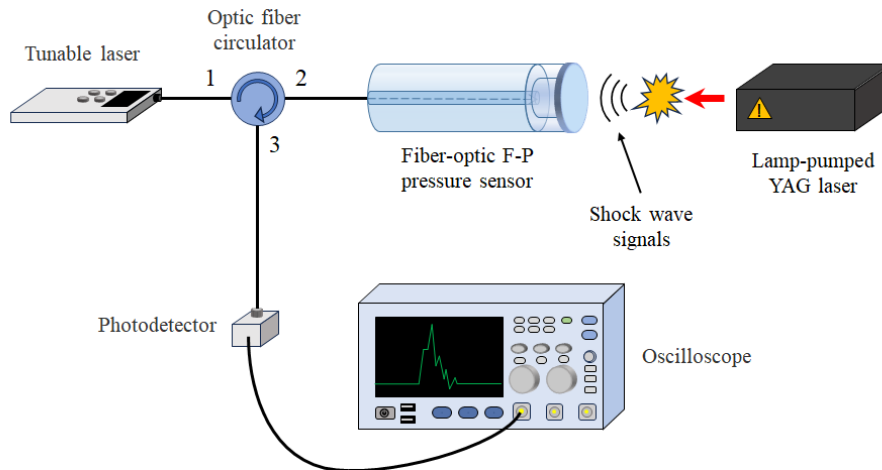 Optic fiber
circulator
Tunable laser
1
2
3
Fiber-optic F-P
pressure sensor
Shock wave
signals
Lamp-pumped
YAG laser
Photodetector
Oscilloscope